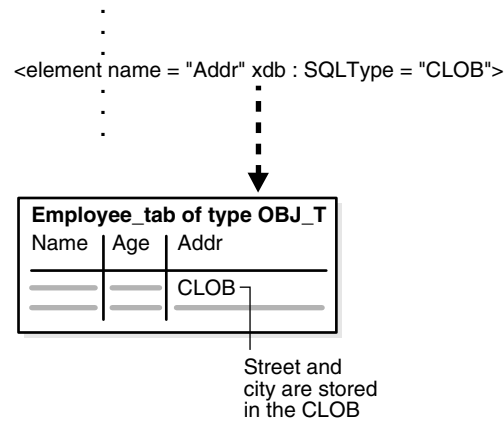 <element name = "Addr" xdb : SQLType = "CLOB">
Employee_tab of type OBJ_T
Name Age Addr
CLOB
Street and
city are stored
in the CLOB